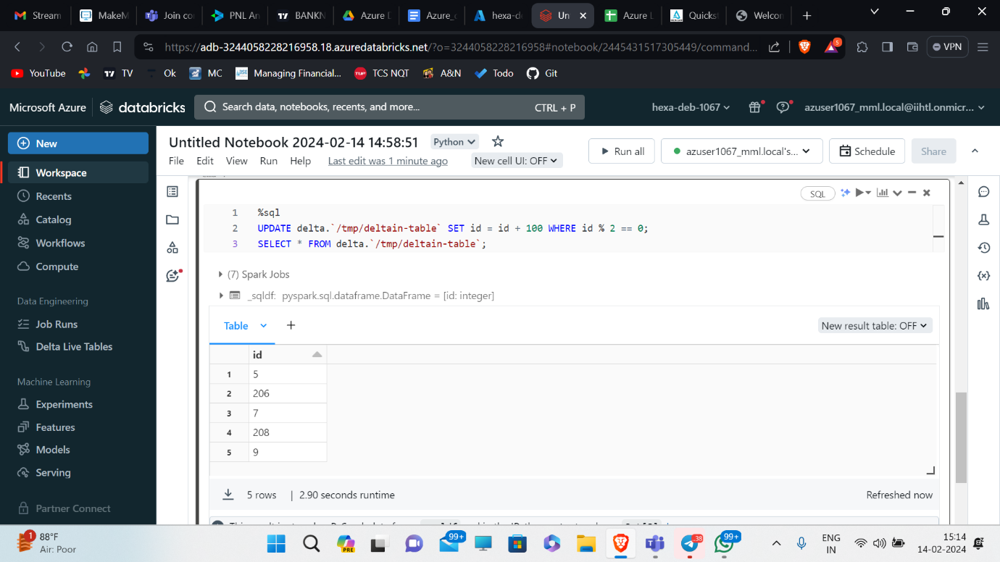 Stream
MakeM
Join co
PNL An
BANKN
Azure D
Azure_
hexa-d
Un
Azure L
Quicks
Welcon
https://adb-3244058228216958.18.azuredatabricks.net/?o=3244058228216958#notebook/2445431517305449/command...
5
VPN
YouTube
TV
Ok
MC
Managing Financial...
TCS NQT
A&N
Todo
Git
Microsoft Azure
databricks
Search data, notebooks, recents, and more...
CTRL + P
hexa-deb-1067
azuser1067_mml.local@iihtl.onmicr...
New
Workspace
Recents
Catalog
Workflows
Compute
Data Engineering
Job Runs
Delta Live Tables
Machine Learning
Experiments
Features
Models
Serving
Partner Connect
Untitled Notebook 2024-02-14 14:58:51
Python
File Edit View Run Help
Last edit was 1 minute ago
New cell UI: OFF
Run all
azuser1067_mml.local's...
Schedule
Share
SQL
1 %sql
2 UPDATE delta.`/tmp/deltain-table` SET id = id + 100 WHERE id % 2 == 0;
3 SELECT * FROM delta.`/tmp/deltain-table`;
(7) Spark Jobs
_sqldf: pyspark.sql.dataframe.DataFrame = [id: integer]
Table
New result table: OFF
id
1 5
2 206
3 7
4 208
5 9
5 rows | 2.90 seconds runtime
Refreshed now
1
88°F
Air: Poor
PRE
99+
38
99+
ENG
IN
15:14
14-02-2024